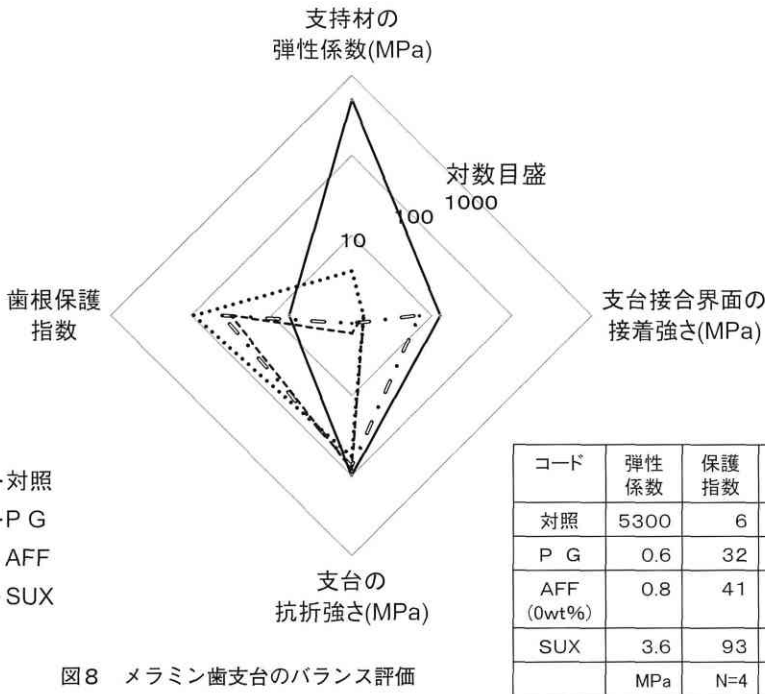 支持材の
弾性係数(MPa)
対数目盛
1000
100
10
歯根保護
指数
支台接合界面の
接着強さ(MPa)
支台の
抗折強さ(MPa)
対照
P G
AFF
SUX
コード 弾性係数 保護指数
対照 5300 6
P G 0.6 32
AFF (0wt%) 0.8 41
SUX 3.6 93
MPa N=4
図8 メラミン歯支台のバランス評価